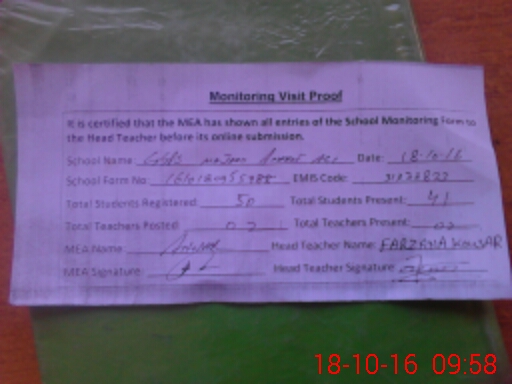 Monitoring Visit Proof
It is certified that the MEA has shown all entries of the School Monitoring Form to
the Head Teacher before its online submission.
School Name: Date: 18-10-16
School Form No: EMIS Code:
Total Students Registered: 50 Total Students Present: 41
Total Teachers Posted: 02 Total Teachers Present: 02
MEA Name: Head Teacher Name: FARZANA KOUSAR
MEA Signature: Head Teacher Signature
18-10-16 09:58